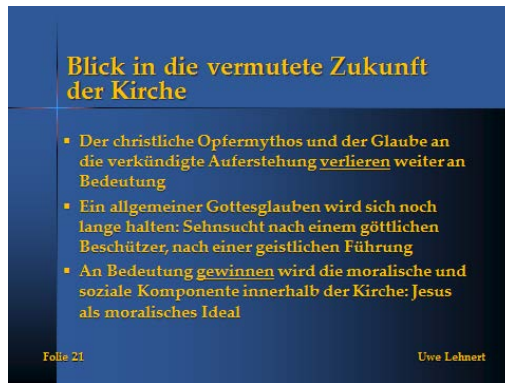 Blick in die vermutete Zukunft
der Kirche
▪ Der christliche Opfermythos und der Glaube an
die verkündigte Auferstehung verlieren weiter an
Bedeutung
▪ Ein allgemeiner Gottesglauben wird sich noch
lange halten: Sehnsucht nach einem göttlichen
Beschützer, nach einer geistlichen Führung
▪ An Bedeutung gewinnen wird die moralische und
soziale Komponente innerhalb der Kirche: Jesus
als moralisches Ideal
Folie 21 Uwe Lehnert